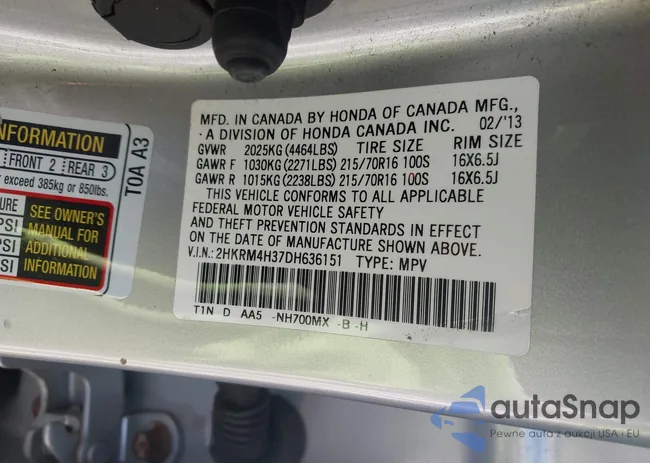 NFORMATION
FRONT 2 REAR 3
exceed 385kg or 850lbs.
URE
PSI
PSI
PSI
SEE OWNER'S
MANUAL FOR
ADDITIONAL
INFORMATION
TOA A3
MFD. IN CANADA BY HONDA OF CANADA MFG.,
A DIVISION OF HONDA CANADA INC. 02/'13
GVWR 2025KG (4464LBS) TIRE SIZE RIM SIZE
GAWR F 1030KG (2271LBS) 215/70R16 100S 16X6.5J
GAWR R 1015KG (2238LBS) 215/70R16 100S 16X6.5J
THIS VEHICLE CONFORMS TO ALL APPLICABLE
FEDERAL MOTOR VEHICLE SAFETY
AND THEFT PREVENTION STANDARDS IN EFFECT
ON THE DATE OF MANUFACTURE SHOWN ABOVE.
V.I.N.: 2HKRM4H37DH636151 TYPE: MPV
T1N D AA5 -NH700MX -B -H
autaSnap
Pewne auta z aukcji USA i EU